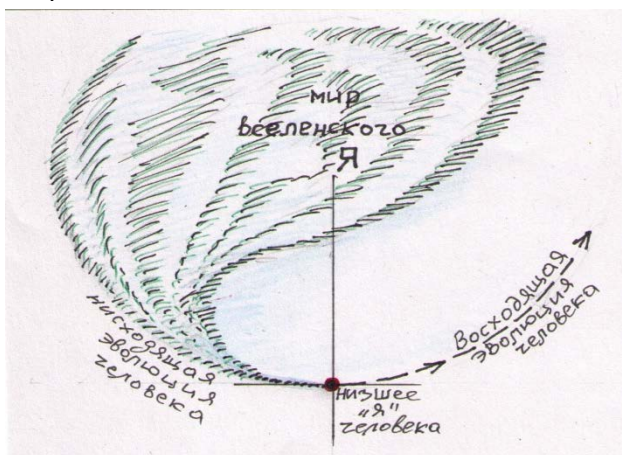 мир
вселенского
Я
нисходящая
эволюция
человека
Восходящая
эволюция
человека
низшее
„я"
человека